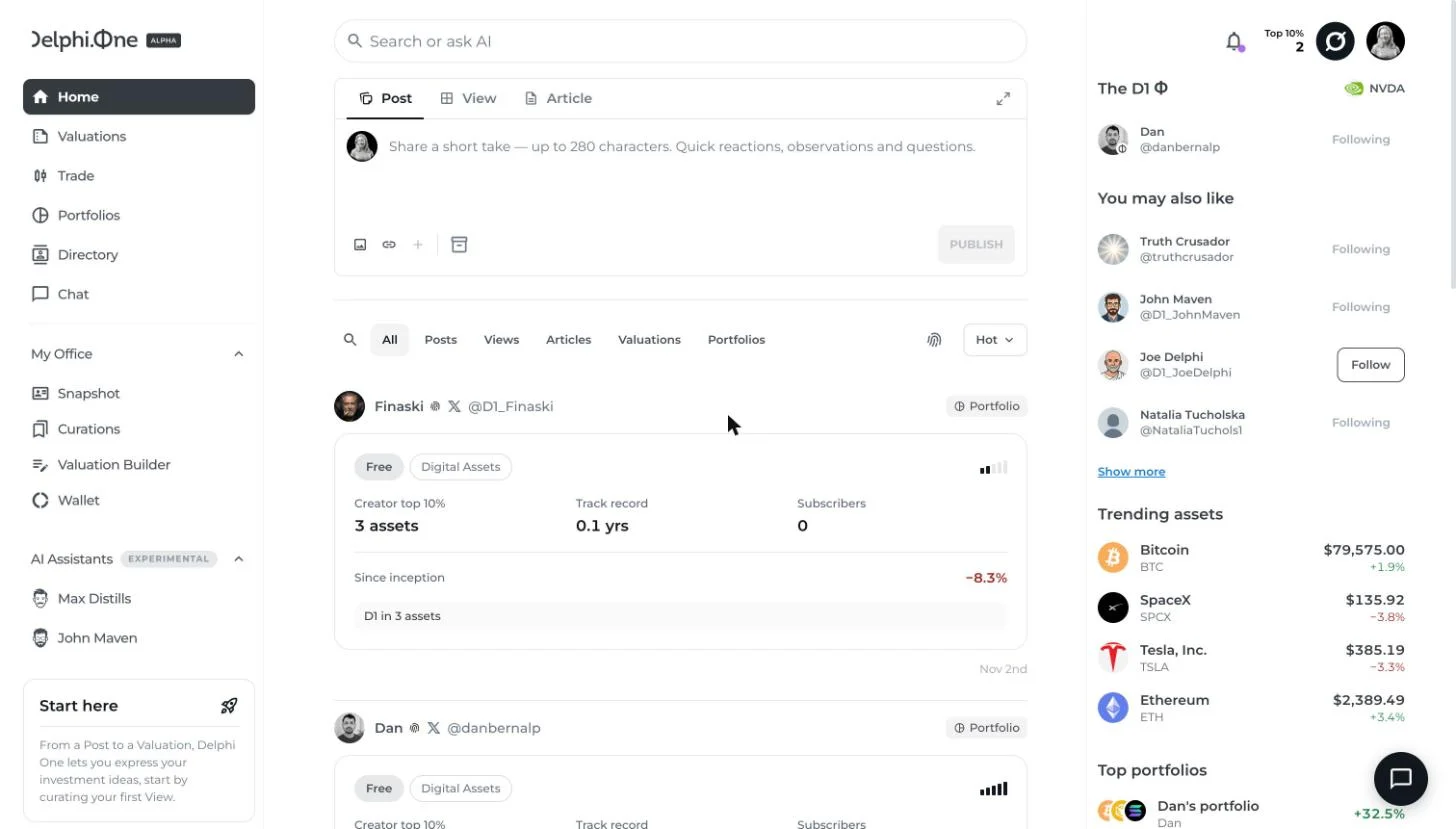 Delphi.Φne ALPHA
Home
Valuations
Trade
Portfolios
Directory
Chat
My Office
Snapshot
Curations
Valuation Builder
Wallet
AI Assistants EXPERIMENTAL
Max Distills
John Maven
Start here
From a Post to a Valuation, Delphi
One lets you express your
investment ideas, start by
curating your first View.
Search or ask AI
Post View Article
Share a short take — up to 280 characters. Quick reactions, observations and questions.
PUBLISH
All Posts Views Articles Valuations Portfolios Hot
Finaski @D1_Finaski Portfolio
Free Digital Assets
Creator top 10% Track record Subscribers
3 assets 0.1 yrs 0
Since inception −8.3%
D1 in 3 assets
Nov 2nd
Dan @danbernalp Portfolio
Free Digital Assets
Creator top 10% Track record Subscribers
Top 10%
2
The D1 Φ NVDA
Dan
@danbernalp
Following
You may also like
Truth Crusador
@truthcrusador
Following
John Maven
@D1_JohnMaven
Following
Joe Delphi
@D1_JoeDelphi
Follow
Natalia Tucholska
@NataliaTuchols1
Following
Show more
Trending assets
Bitcoin $79,575.00
BTC +1.9%
SpaceX $135.92
SPCX −3.8%
Tesla, Inc. $385.19
TSLA −3.3%
Ethereum $2,389.49
ETH +3.4%
Top portfolios
Dan's portfolio
Dan
+32.5%